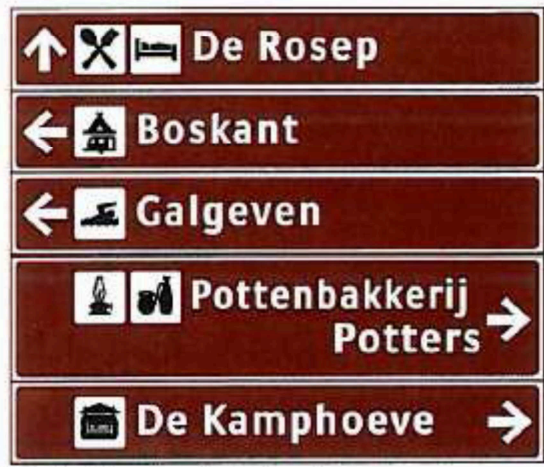 De Rosep
Boskant
Galgeven
Pottenbakkerij
Potters
De Kamphoeve